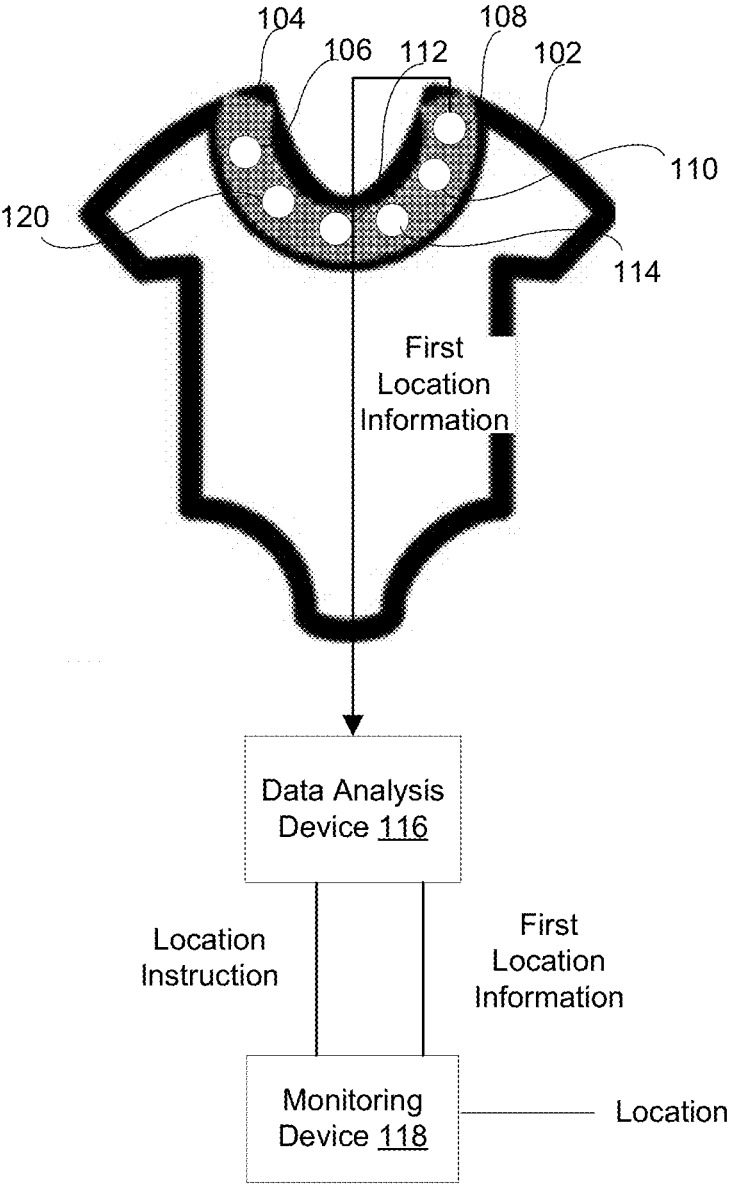 104
108
106
112
102
110
120
114
First
Location
Information
Data Analysis
Device 116
Location
Instruction
First
Location
Information
Monitoring
Device 118
Location